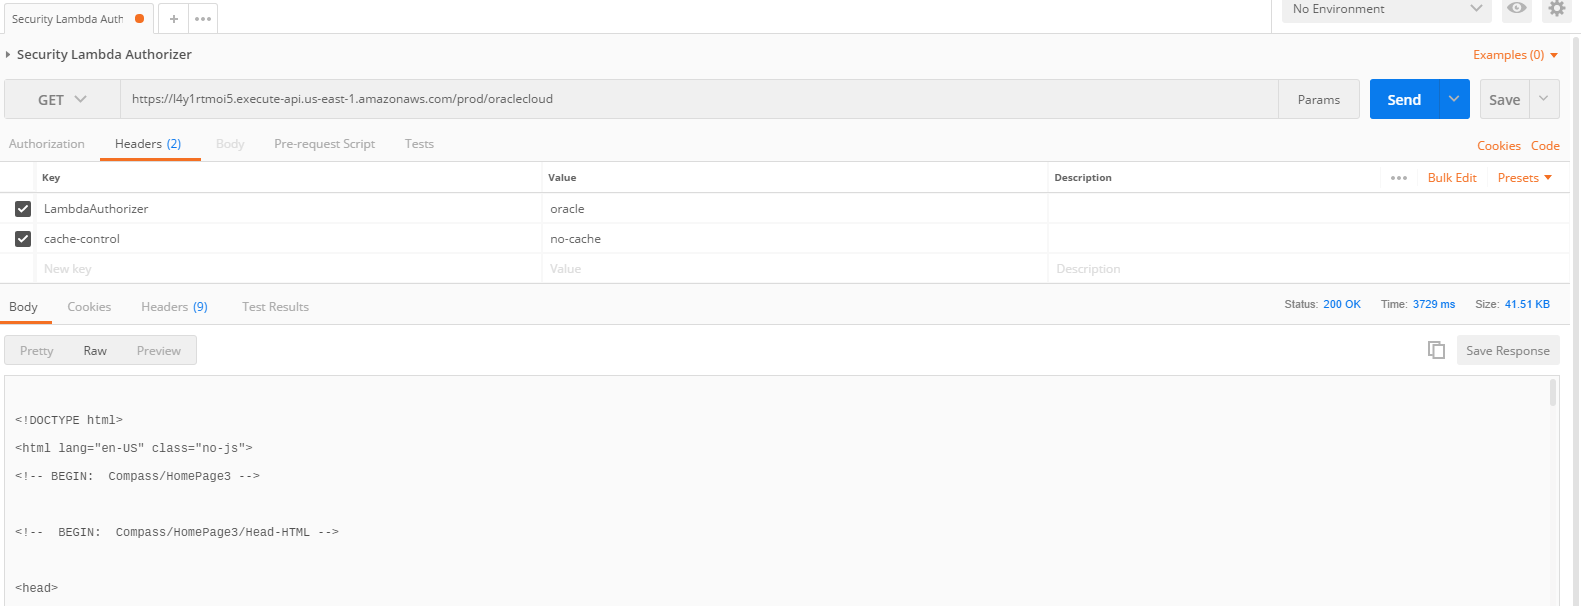 Security Lambda Auth
No Environment
Security Lambda Authorizer
Examples (0)
GET
https://l4y1rtmoi5.execute-api.us-east-1.amazonaws.com/prod/oraclecloud
Params
Send
Save
Authorization
Headers (2)
Body
Pre-request Script
Tests
Cookies
Code
Key
Value
Description
Bulk Edit
Presets
LambdaAuthorizer
oracle
cache-control
no-cache
New key
Value
Description
Body
Cookies
Headers (9)
Test Results
Status: 200 OK
Time: 3729 ms
Size: 41.51 KB
Pretty
Raw
Preview
Save Response
<!DOCTYPE html>
<html lang="en-US" class="no-js">
<!-- BEGIN:  Compass/HomePage3 -->
<!--  BEGIN:  Compass/HomePage3/Head-HTML -->
<head>